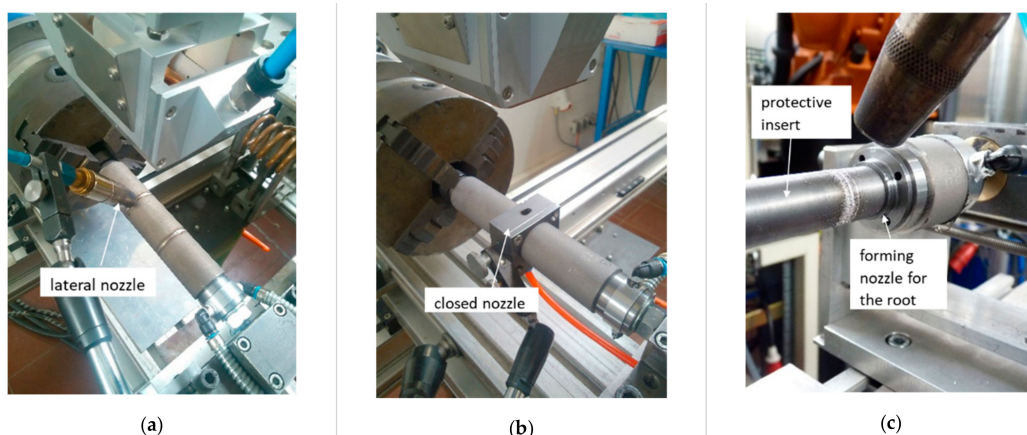 lateral nozzle
closed nozzle
protective
insert
forming
nozzle for
the root
(a)
(b)
(c)